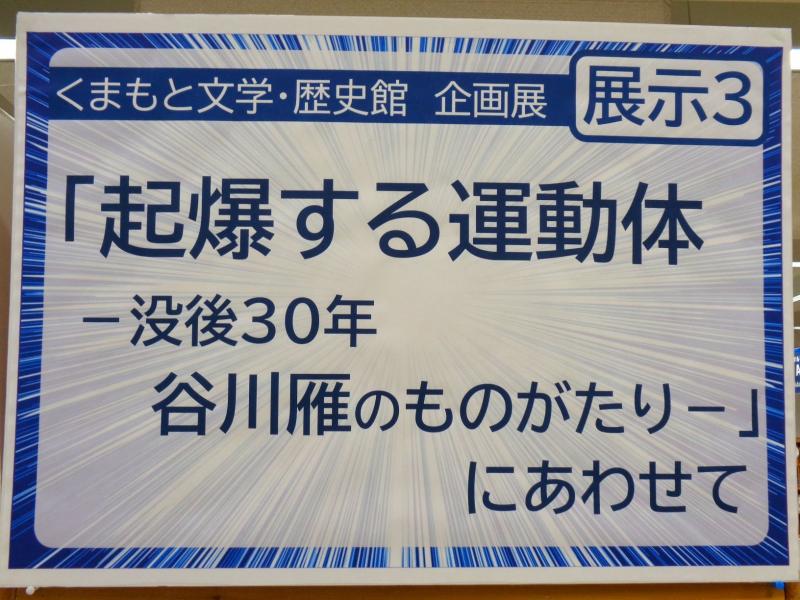 くまもと文学・歴史館 企画展 展示3
「起爆する運動体
－没後30年
谷川雁のものがたり－」
にあわせて